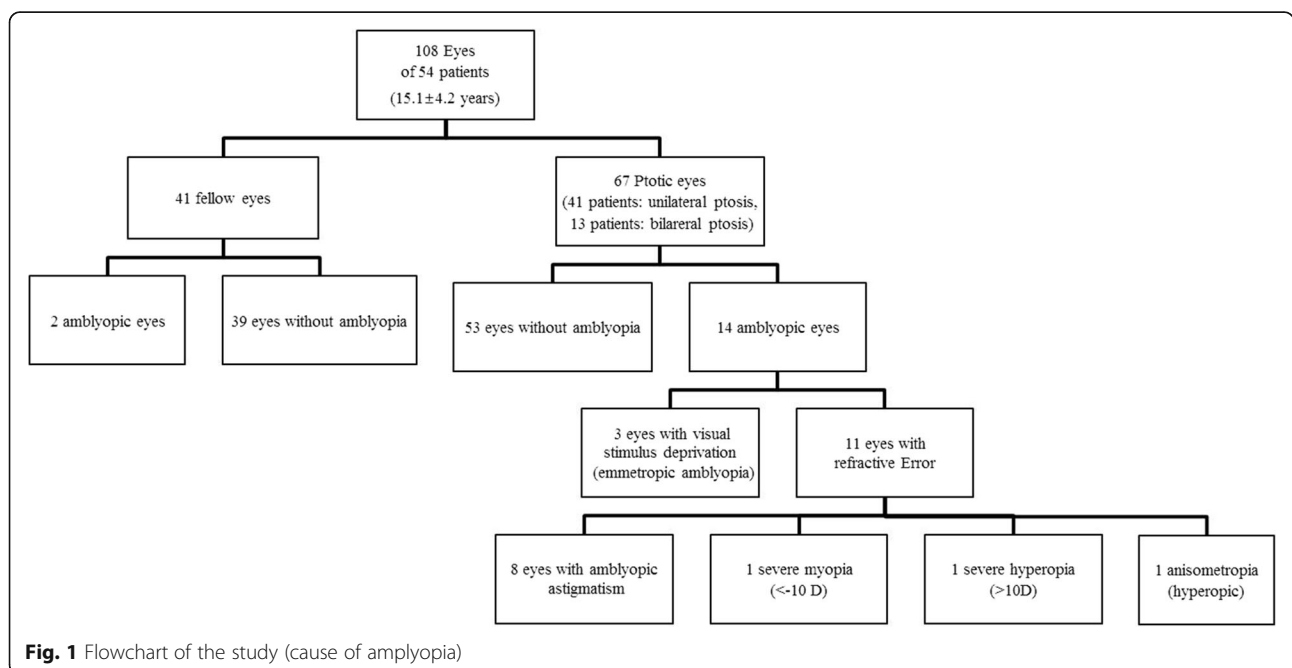 108 Eyes
of 54 patients
(15.1±4.2 years)
41 fellow eyes
67 Ptotic eyes
(41 patients: unilateral ptosis,
13 patients: bilareral ptosis)
2 amblyopic eyes
39 eyes without amblyopia
53 eyes without amblyopia
14 amblyopic eyes
3 eyes with visual
stimulus deprivation
(emmetropic amblyopia)
11 eyes with
refractive Error
8 eyes with amblyopic
astigmatism
1 severe myopia
(<-10 D)
1 severe hyperopia
(>10D)
1 anisometropia
(hyperopic)
Fig. 1 Flowchart of the study (cause of amplyopia)